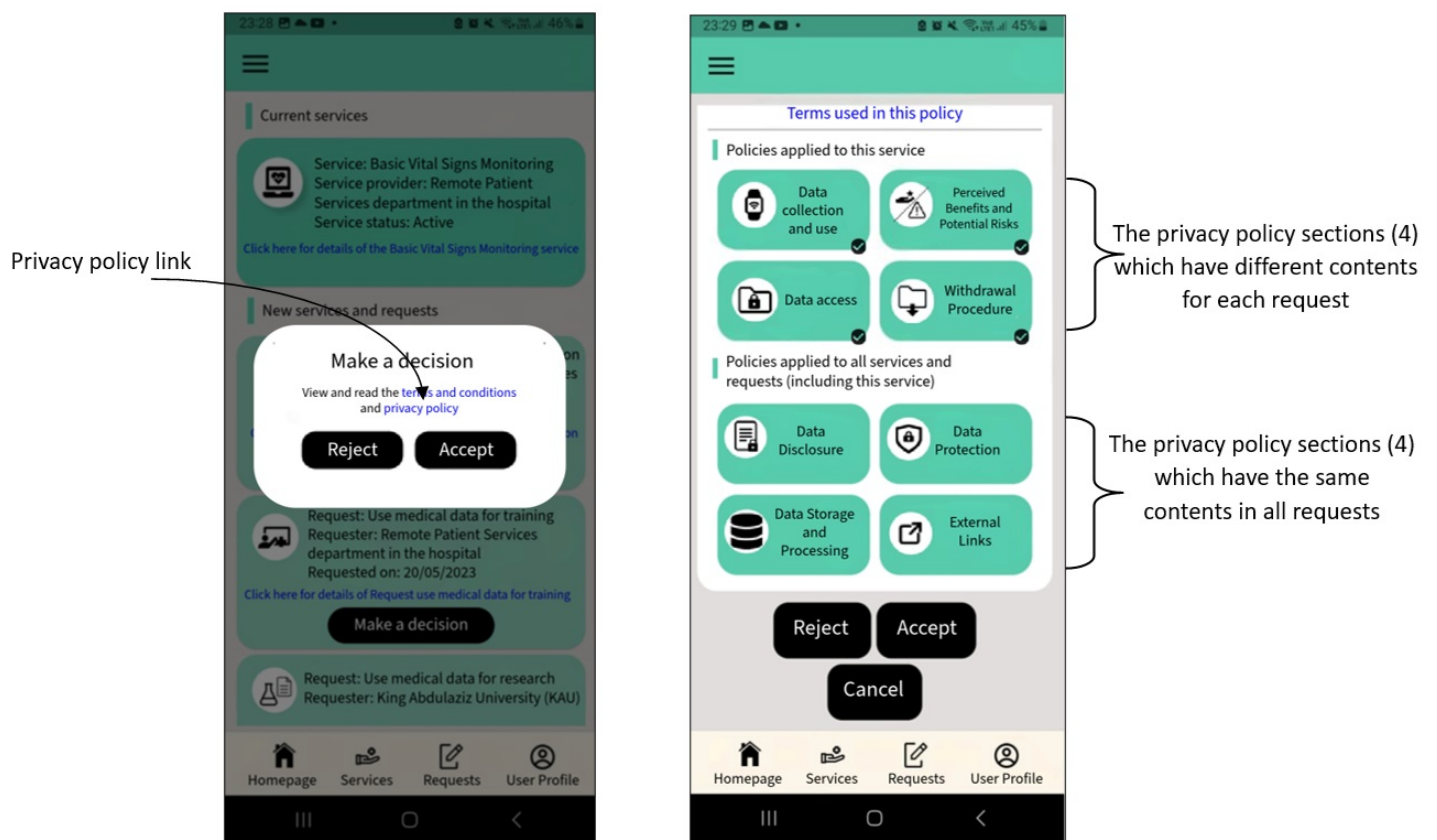 Privacy policy link
23:28
46%
Current services
Service: Basic Vital Signs Monitoring
Service provider: Remote Patient
Services department in the hospital
Service status: Active
Click here for details of the Basic Vital Signs Monitoring service
New services and requests
on
es
on
Make a decision
View and read the terms and conditions
and privacy policy
Reject
Accept
Request: Use medical data for training
Requester: Remote Patient Services
department in the hospital
Requested on: 20/05/2023
Click here for details of Request use medical data for training
Make a decision
Request: Use medical data for research
Requester: King Abdulaziz University (KAU)
Homepage
Services
Requests
User Profile
23:29
45%
Terms used in this policy
Policies applied to this service
Data
collection
and use
Perceived
Benefits and
Potential Risks
Data access
Withdrawal
Procedure
Policies applied to all services and
requests (including this service)
Data
Disclosure
Data
Protection
Data Storage
and
Processing
External
Links
Reject
Accept
Cancel
Homepage
Services
Requests
User Profile
The privacy policy sections (4)
which have different contents
for each request
The privacy policy sections (4)
which have the same
contents in all requests